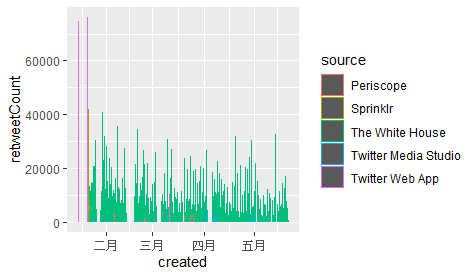 retweetCount
60000
40000
20000
0
二月
三月
四月
五月
created
source
Periscope
Sprinklr
The White House
Twitter Media Studio
Twitter Web App